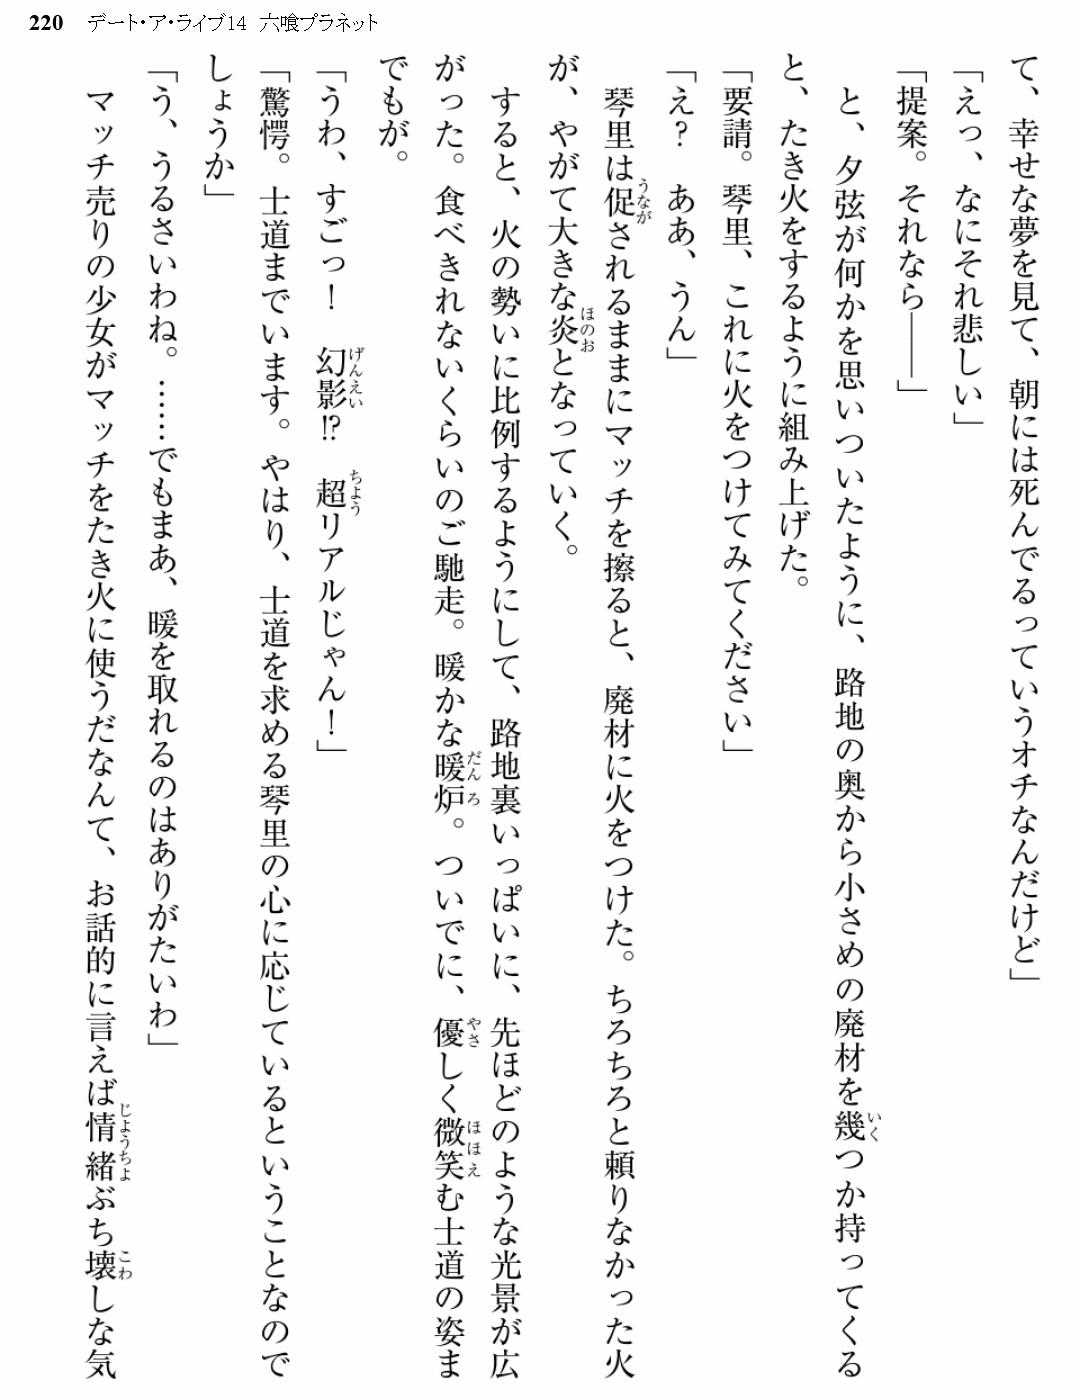 220 デート・ア・ライブ14 六喰プラネット
て、幸せな夢を見て、朝には死んでるっていうオチなんだけど」
「えっ、なにそれ悲しい」
「提案。それなら――」
と、夕弦が何かを思いついたように、路地の奥から小さめの廃材を幾つか持ってくる
と、たき火をするように組み上げた。
「要請。琴里、これに火をつけてみてください」
「え？　ああ、うん」
琴里は促されるままにマッチを擦ると、廃材に火をつけた。ちろちろと頼りなかった火
が、やがて大きな炎となっていく。
すると、火の勢いに比例するようにして、路地裏いっぱいに、先ほどのような光景が広
がった。食べきれないくらいのご馳走。暖かな暖炉。ついでに、優しく微笑む士道の姿ま
でもが。
「うわ、すごっ！　幻影⁉　超リアルじゃん！」
「驚愕。士道までいます。やはり、士道を求める琴里の心に応じているということなので
しょうか」
「う、うるさいわね。……でもまあ、暖を取れるのはありがたいわ」
マッチ売りの少女がマッチをたき火に使うだなんて、お話的に言えば情緒ぶち壊しな気